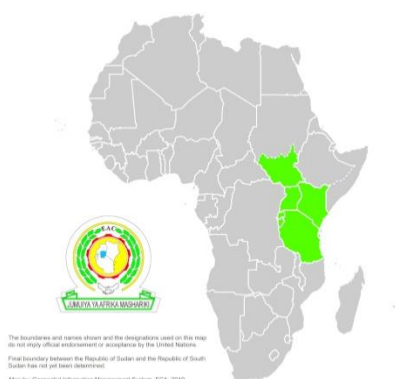 EAC
JUMUIYA YA AFRIKA MASHARIKI
The boundaries and names shown and the designations used on this map
do not imply official endorsement or acceptance by the United Nations.
Final boundary between the Republic of Sudan and the Republic of South
Sudan has not yet been determined.